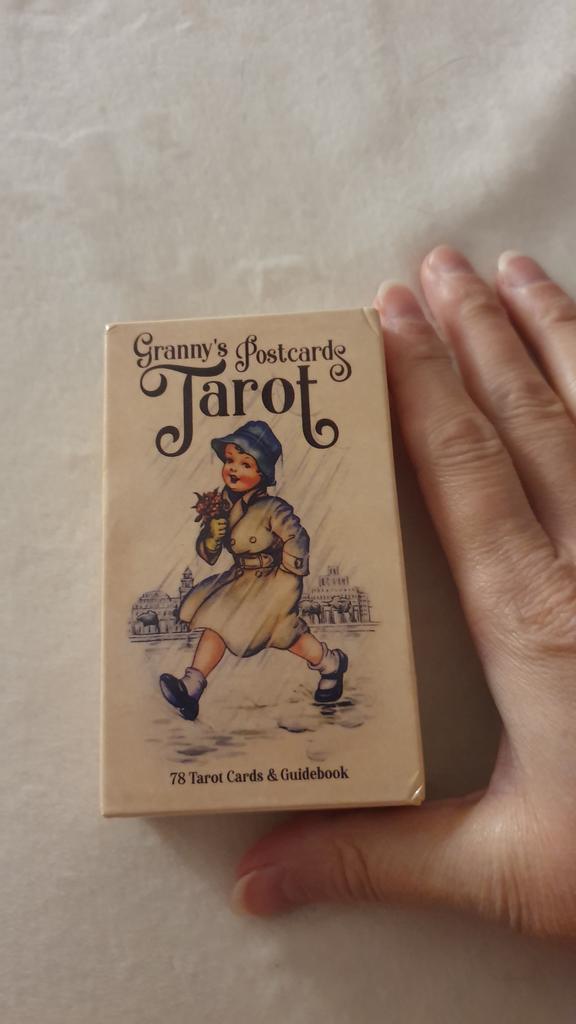 Granny's Postcards
Tarot
78 Tarot Cards & Guidebook